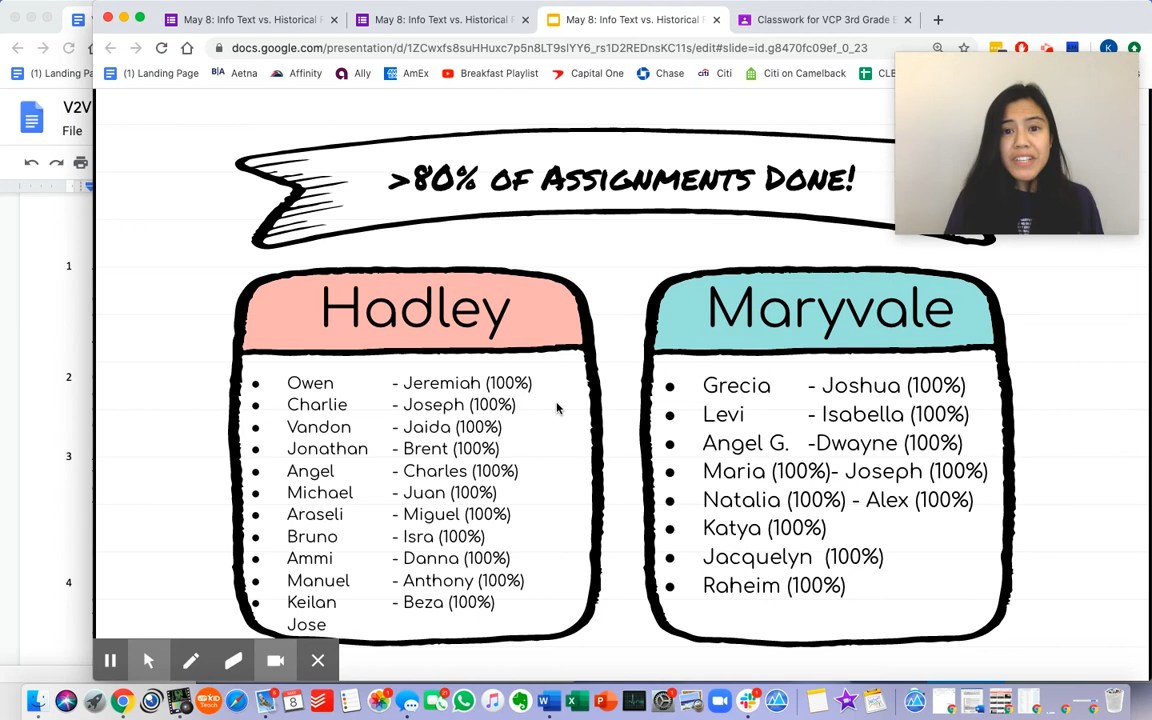 May 8: Info Text vs. Historical F
May 8: Info Text vs. Historical F
May 8: Info Text vs. Historical F
Classwork for VCP 3rd Grade E
docs.google.com/presentation/d/1ZCwxfs8suHHuxc7p5n8LT9slYY6_rs1D2REDnsKC11s/edit#slide=id.g8470fc09ef_0_23
(1) Landing P
(1) Landing Page
Aetna
Affinity
Ally
AmEx
Breakfast Playlist
Capital One
Chase
Citi
Citi on Camelback
CLE
V2V
File
>80% of Assignments Done!
Hadley
Owen - Jeremiah (100%)
Charlie - Joseph (100%)
Vandon - Jaida (100%)
Jonathan - Brent (100%)
Angel - Charles (100%)
Michael - Juan (100%)
Araseli - Miguel (100%)
Bruno - Isra (100%)
Ammi - Danna (100%)
Manuel - Anthony (100%)
Keilan - Beza (100%)
Jose
Maryvale
Grecia - Joshua (100%)
Levi - Isabella (100%)
Angel G. -Dwayne (100%)
Maria (100%)- Joseph (100%)
Natalia (100%) - Alex (100%)
Katya (100%)
Jacquelyn (100%)
Raheim (100%)
1
2
3
4